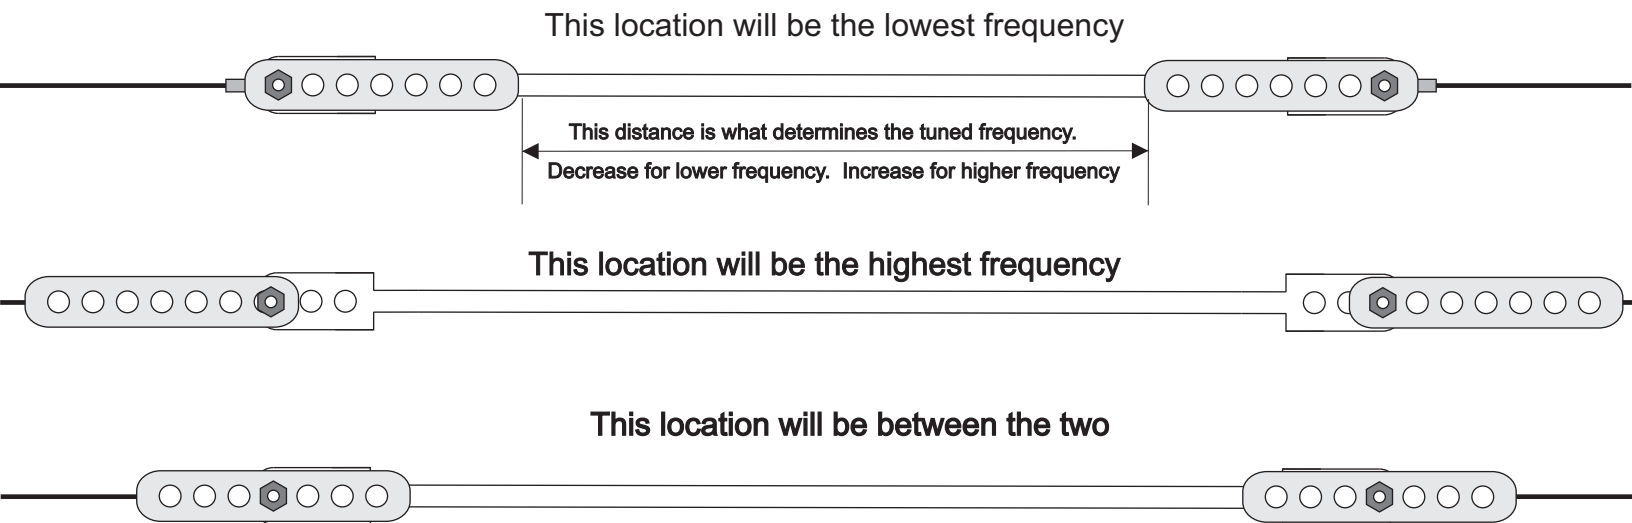 This location will be the lowest frequency
This distance is what determines the tuned frequency.
Decrease for lower frequency.  Increase for higher frequency
This location will be the highest frequency
This location will be between the two